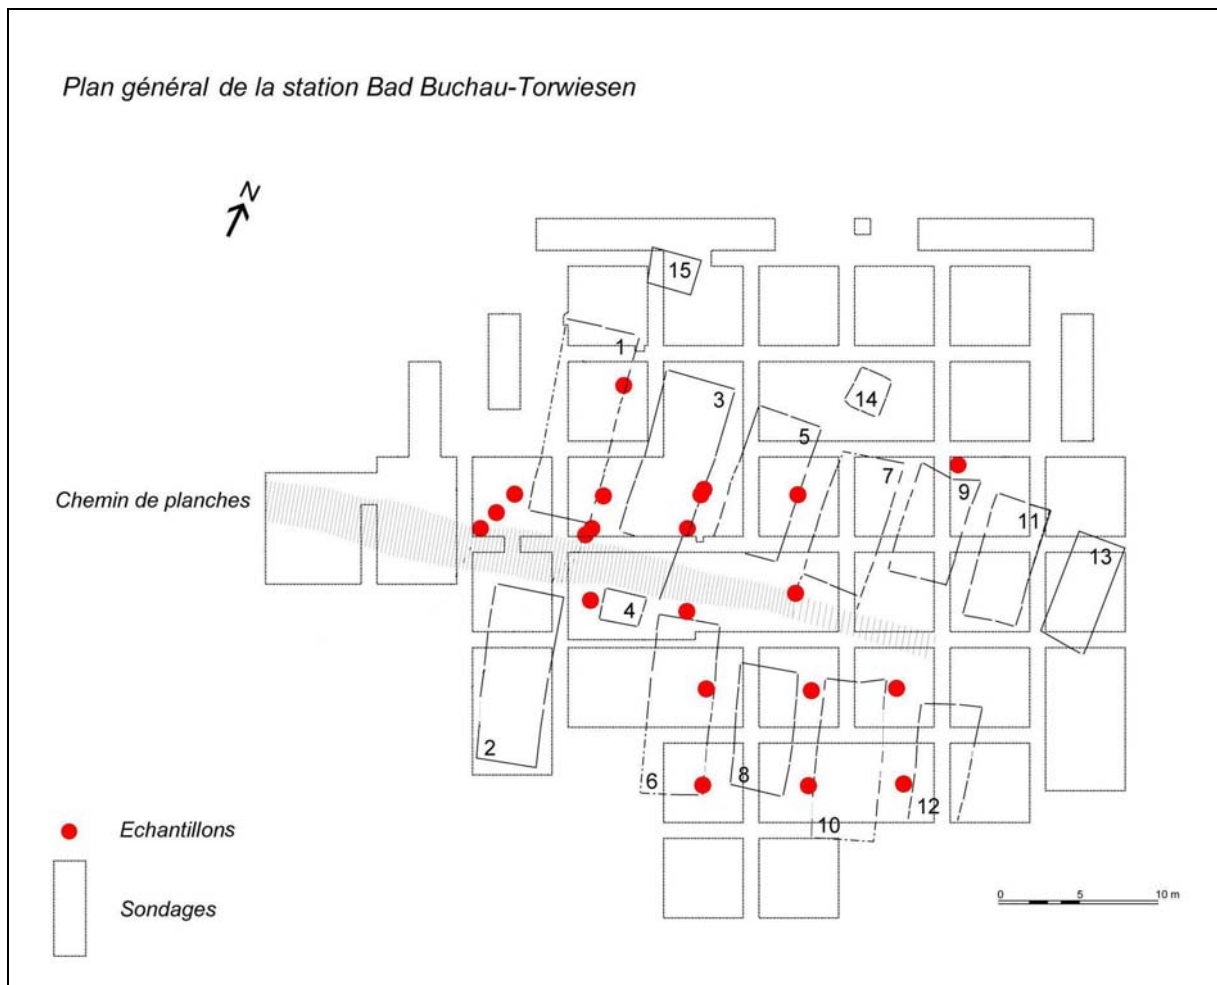 Plan général de la station Bad Buchau-Torwiesen
N
15
1
3
14
5
7
9
11
13
Chemin de planches
4
2
6
8
10
12
Echantillons
Sondages
0 5 10 m